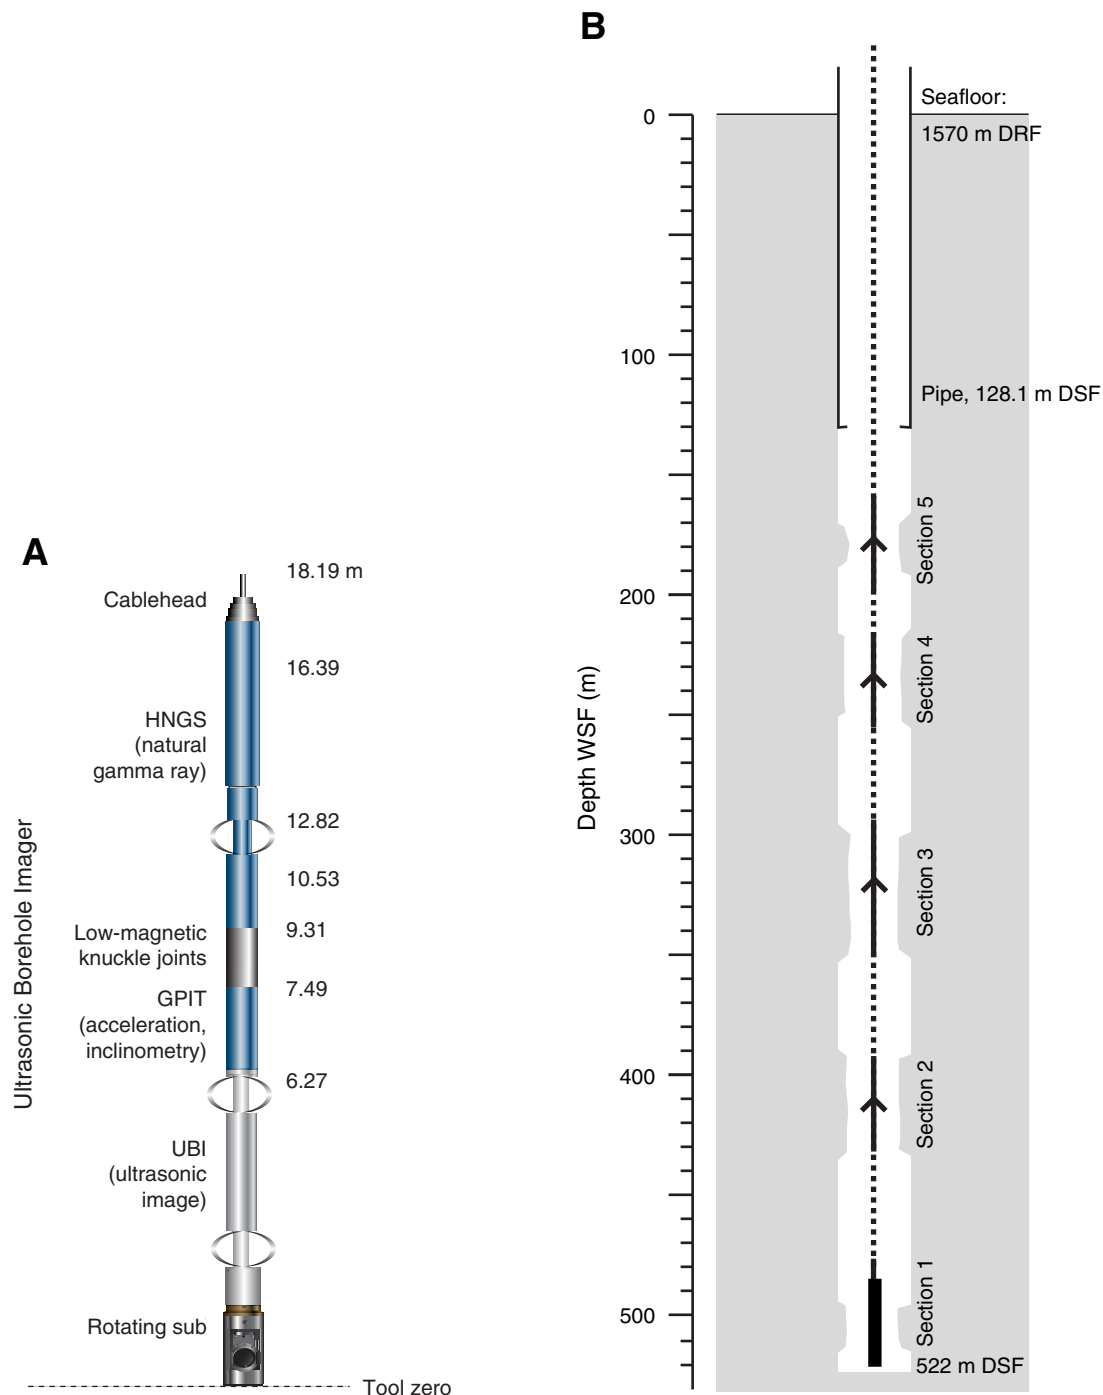 A
Ultrasonic Borehole Imager
18.19 m
Cablehead
16.39
HNGS
(natural
gamma ray)
12.82
10.53
9.31
Low-magnetic
knuckle joints
7.49
GPIT
(acceleration,
inclinometry)
6.27
UBI
(ultrasonic
image)
Rotating sub
Tool zero
B
Depth WSF (m)
0
100
200
300
400
500
Seafloor:
1570 m DRF
Pipe, 128.1 m DSF
Section 5
Section 4
Section 3
Section 2
Section 1
522 m DSF